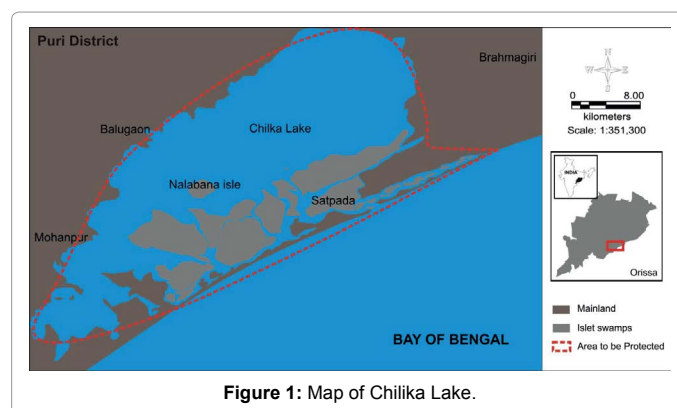 Puri District
Brahmagiri
Balugaon
Chilka Lake
Nalabana isle
Satpada
Mohanpur
BAY OF BENGAL
N
W E
S
0 8.00
kilometers
Scale: 1:351,300
INDIA
Orissa
Mainland
Islet swamps
Area to be Protected
Figure 1: Map of Chilika Lake.